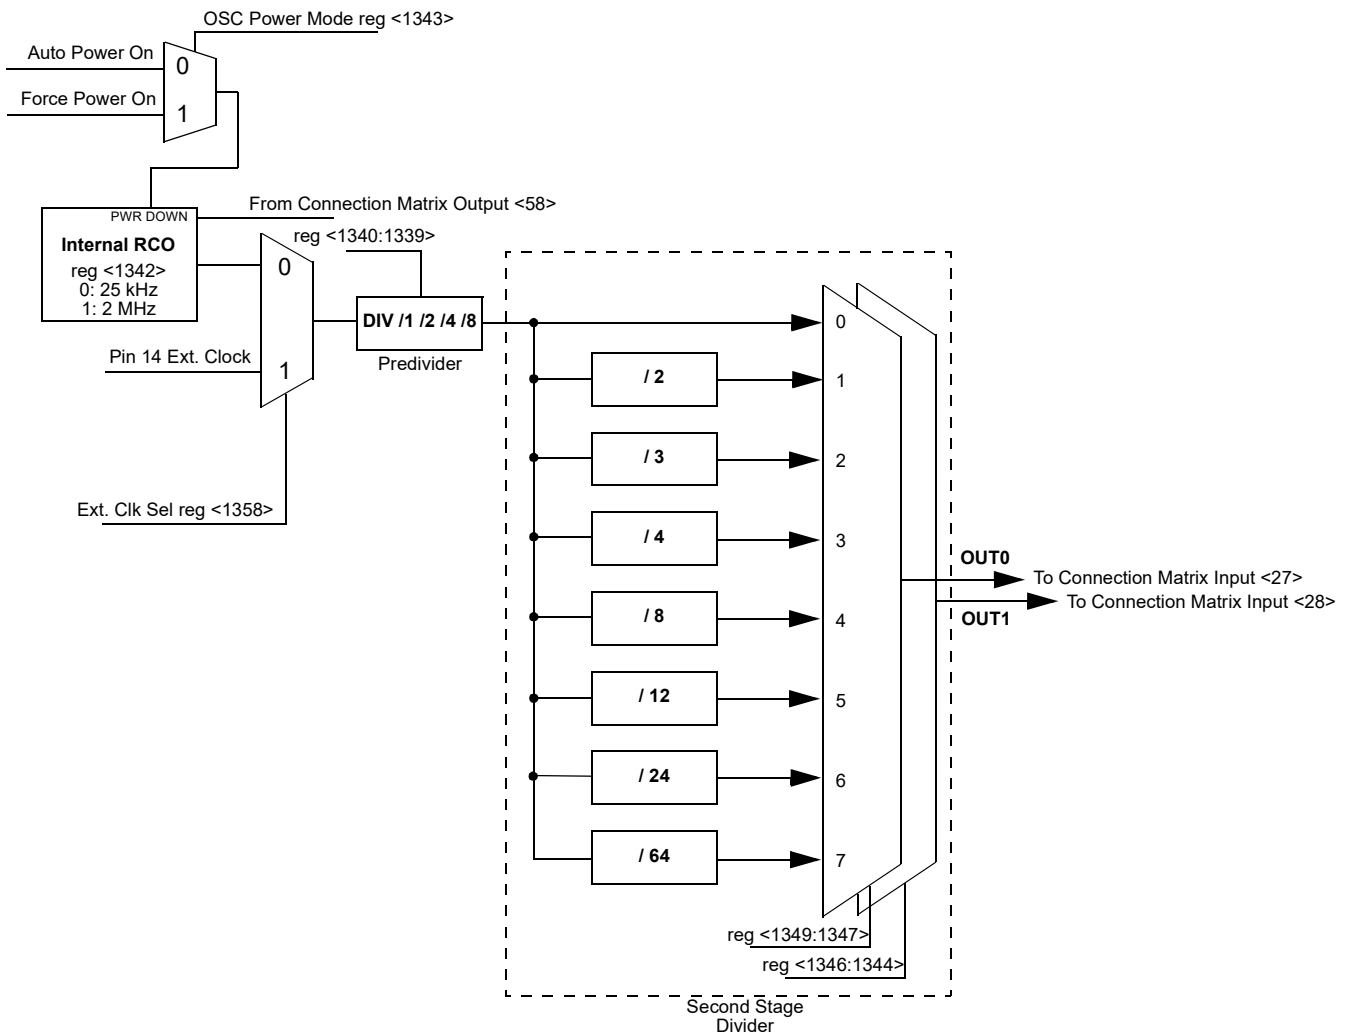 OSC Power Mode reg <1343>
Auto Power On
0
Force Power On
1
From Connection Matrix Output <58>
PWR DOWN
reg <1340:1339>
Internal RCO
reg <1342>
0: 25 kHz
1: 2 MHz
0
DIV /1 /2 /4 /8
Predivider
Pin 14 Ext. Clock
1
Ext. Clk Sel reg <1358>
0
/ 2
1
/ 3
2
/ 4
3
OUT0
To Connection Matrix Input <27>
To Connection Matrix Input <28>
OUT1
/ 8
4
/ 12
5
/ 24
6
/ 64
7
reg <1349:1347>
reg <1346:1344>
Second Stage
Divider